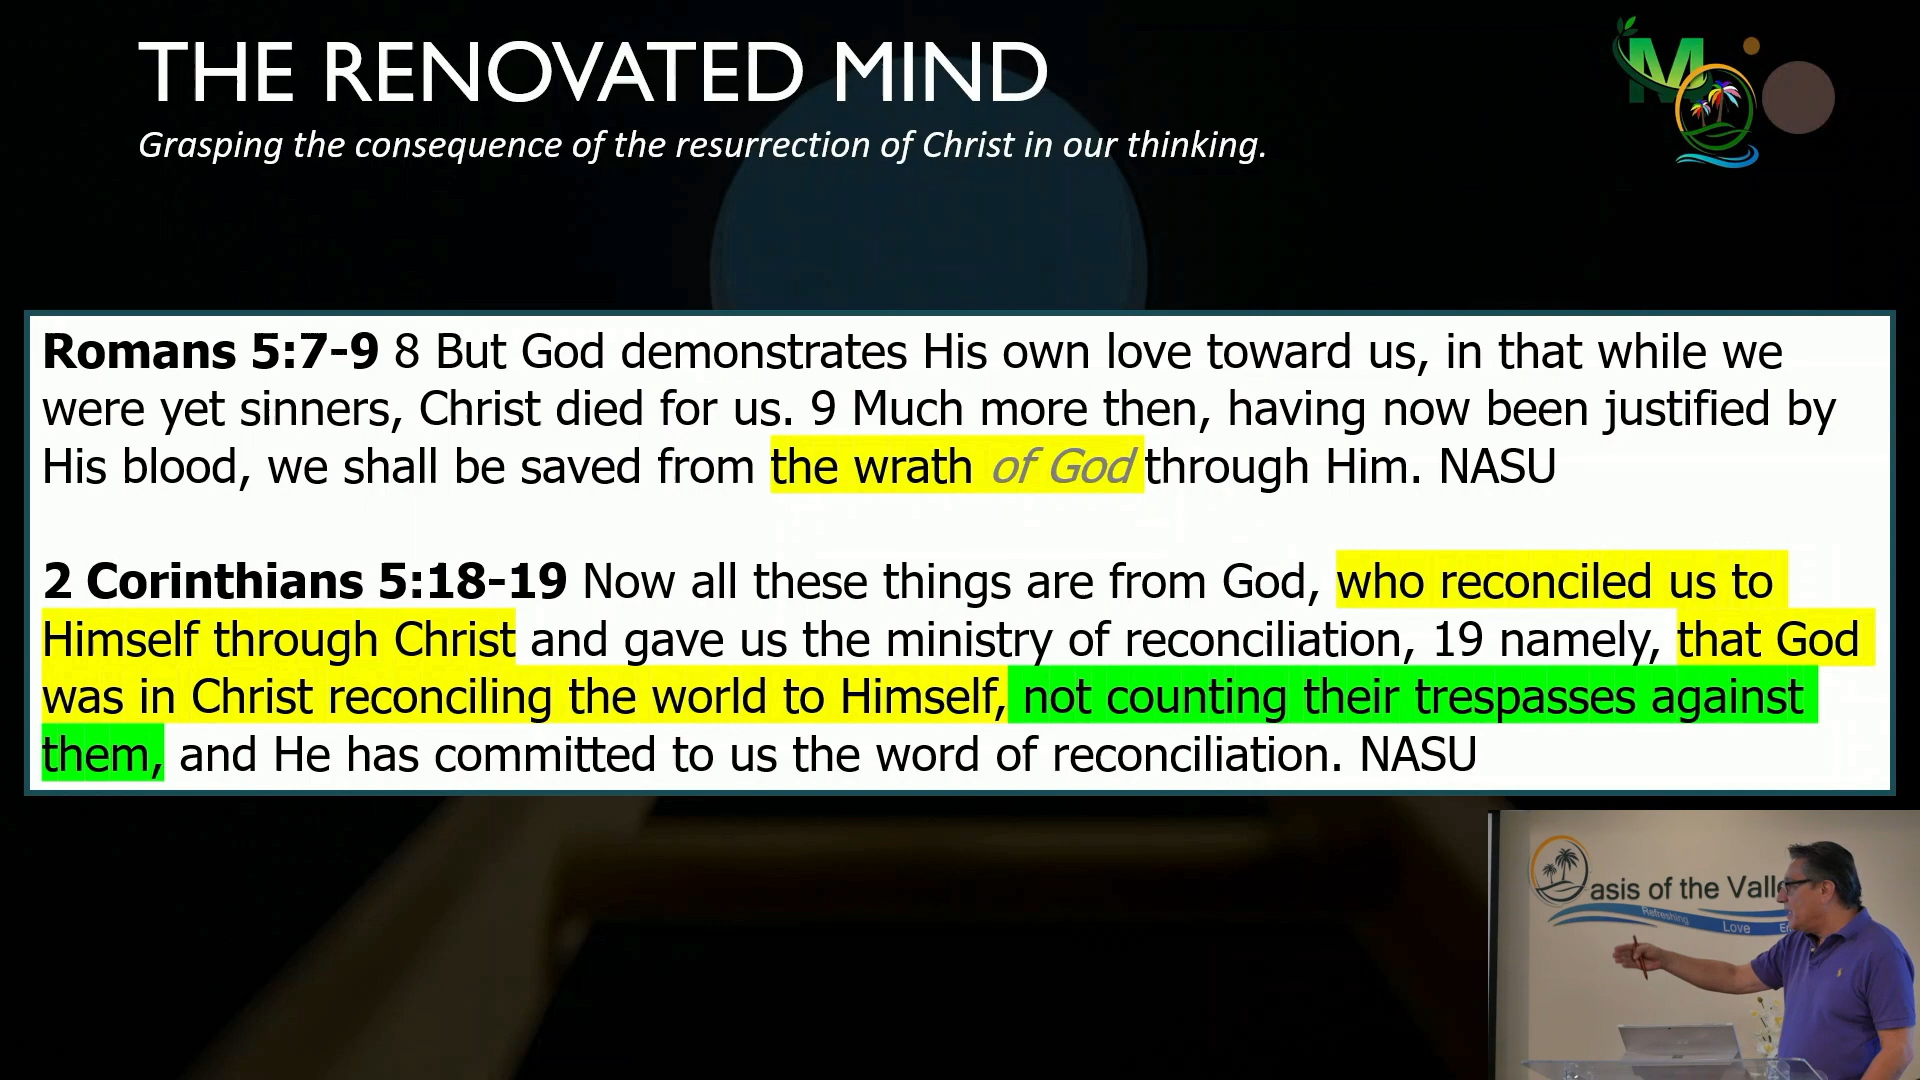 THE RENOVATED MIND
Grasping the consequence of the resurrection of Christ in our thinking.
M
Romans 5:7-9 8 But God demonstrates His own love toward us, in that while we
were yet sinners, Christ died for us. 9 Much more then, having now been justified by
His blood, we shall be saved from the wrath of God through Him. NASU
2 Corinthians 5:18-19 Now all these things are from God, who reconciled us to
Himself through Christ and gave us the ministry of reconciliation, 19 namely, that God
was in Christ reconciling the world to Himself, not counting their trespasses against
them, and He has committed to us the word of reconciliation. NASU
asis of the Valle
Refreshing
Love